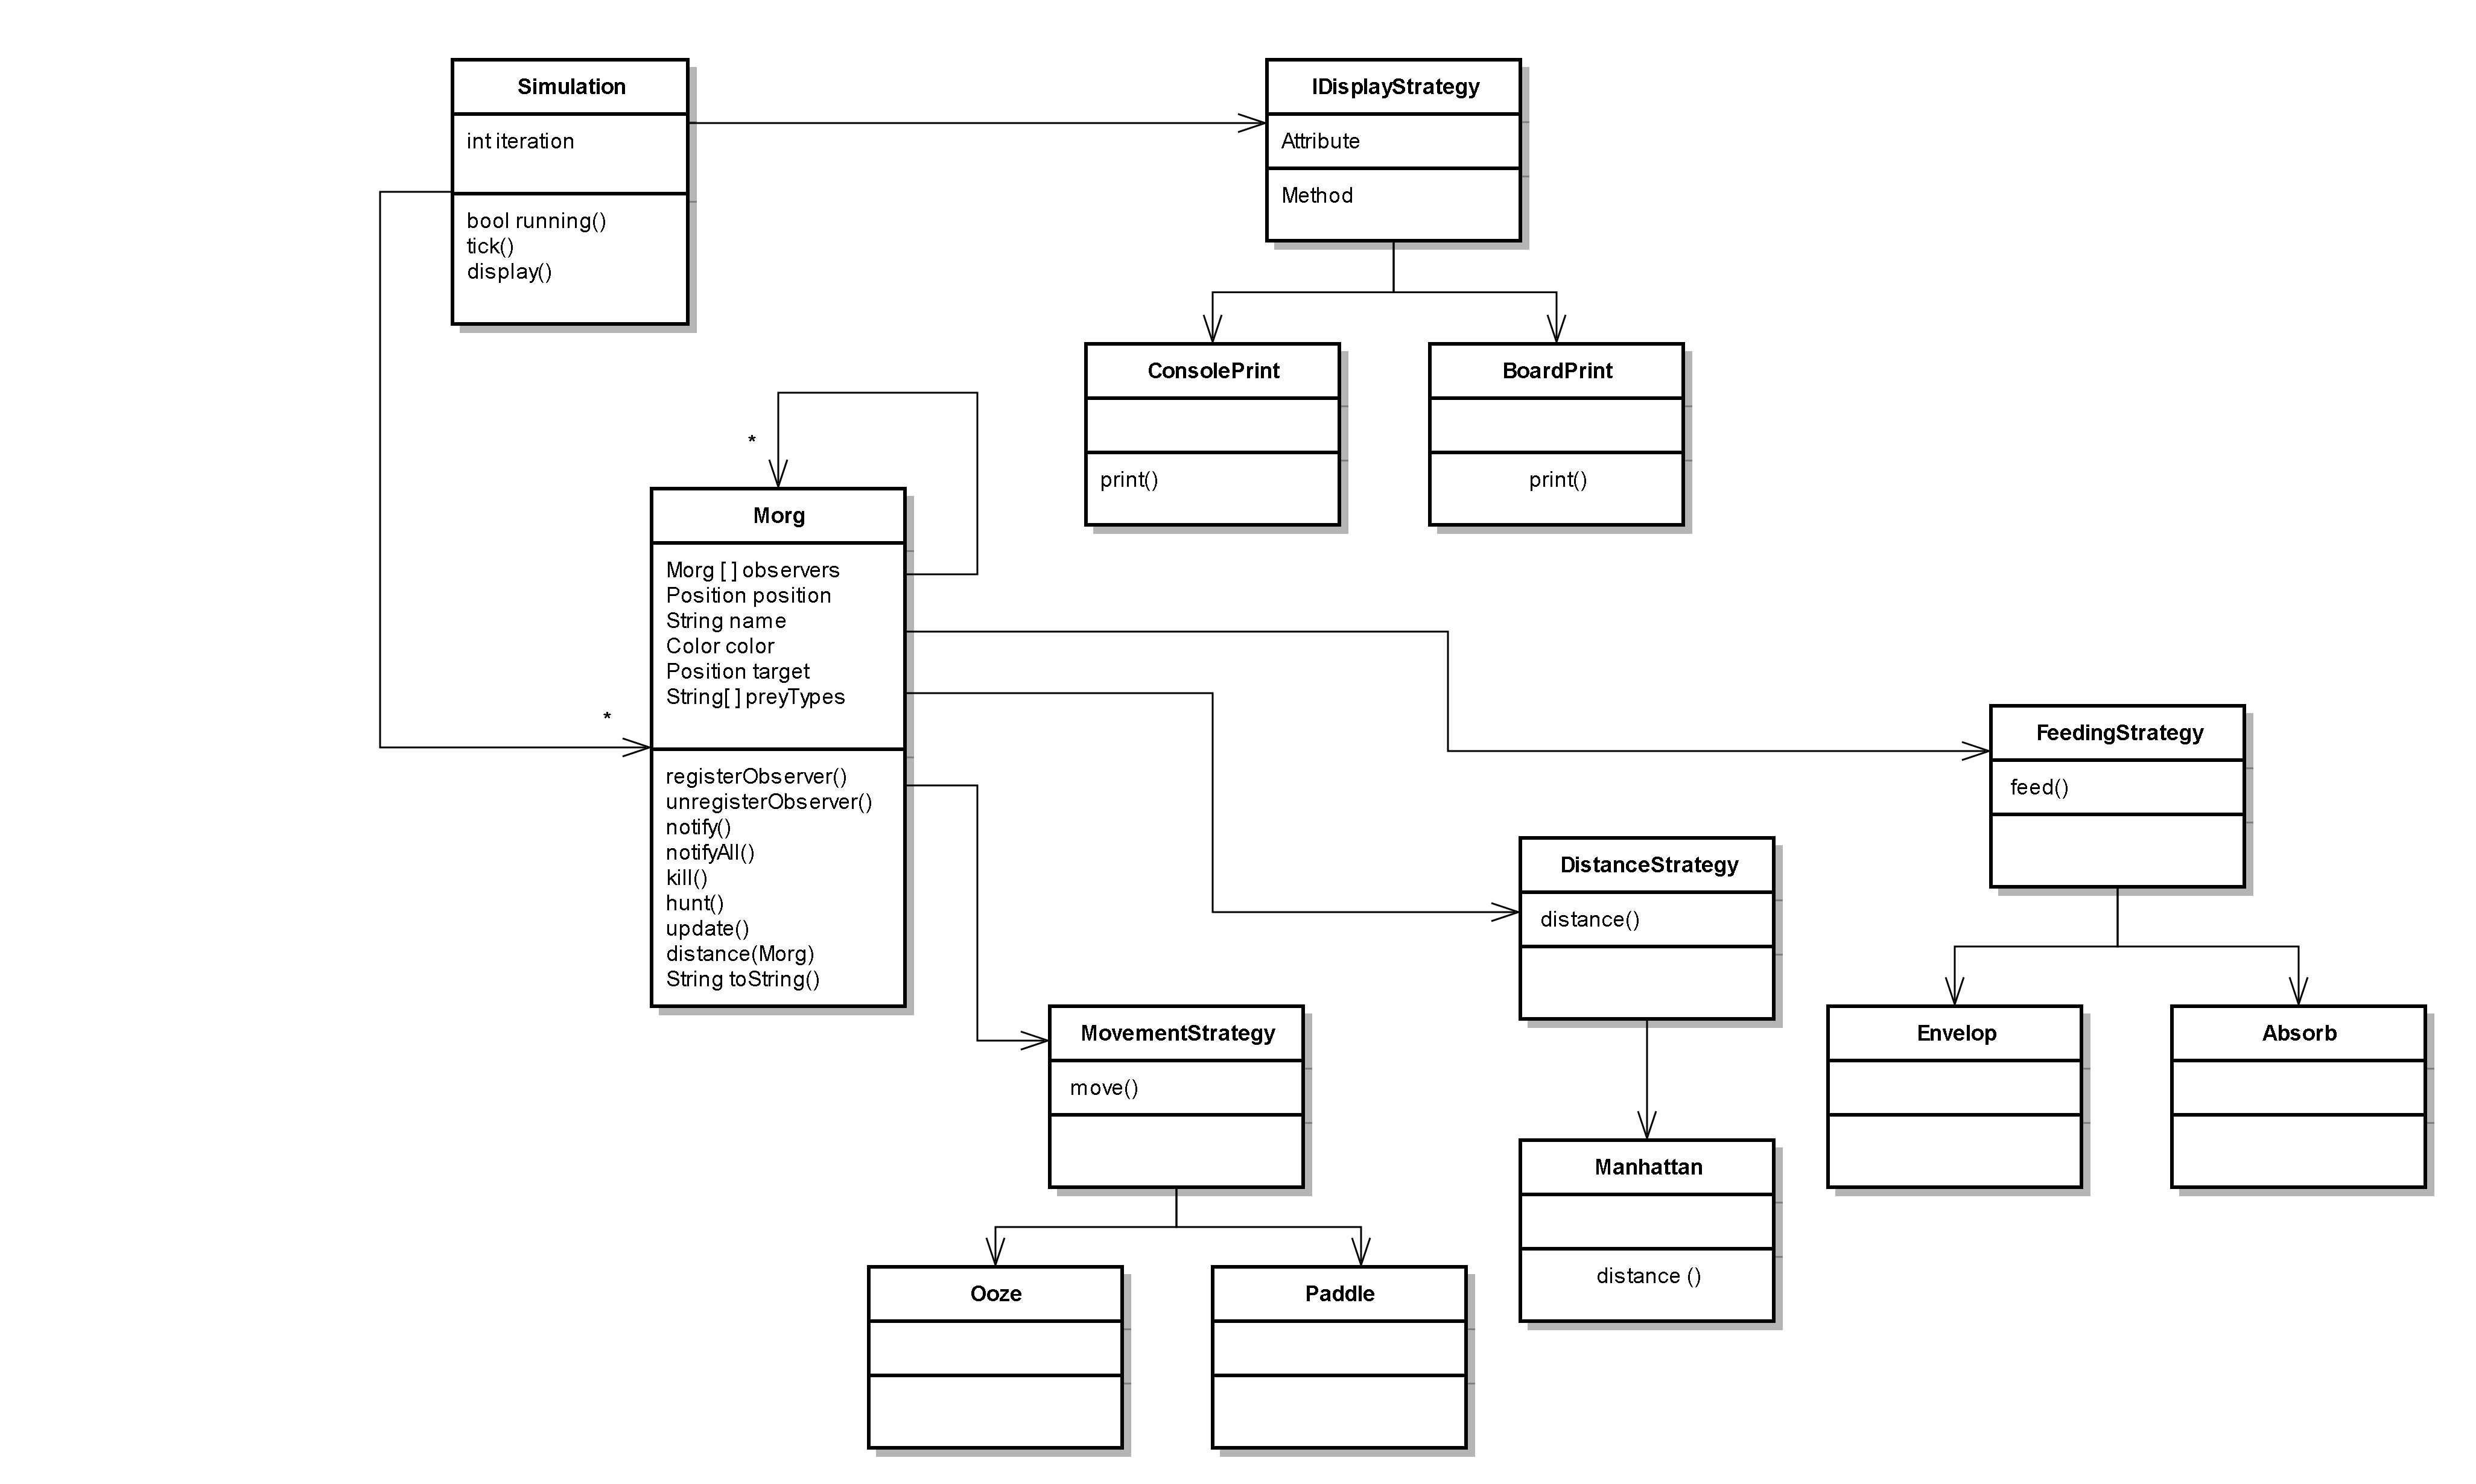 Simulation
int iteration
bool running()
tick()
display()
IDisplayStrategy
Attribute
Method
ConsolePrint
print()
BoardPrint
print()
*
*
Morg
Morg [ ] observers
Position position
String name
Color color
Position target
String[ ] preyTypes
registerObserver()
unregisterObserver()
notify()
notifyAll()
kill()
hunt()
update()
distance(Morg)
String toString()
FeedingStrategy
feed()
DistanceStrategy
distance()
MovementStrategy
move()
Envelop
Absorb
Manhattan
distance ()
Ooze
Paddle